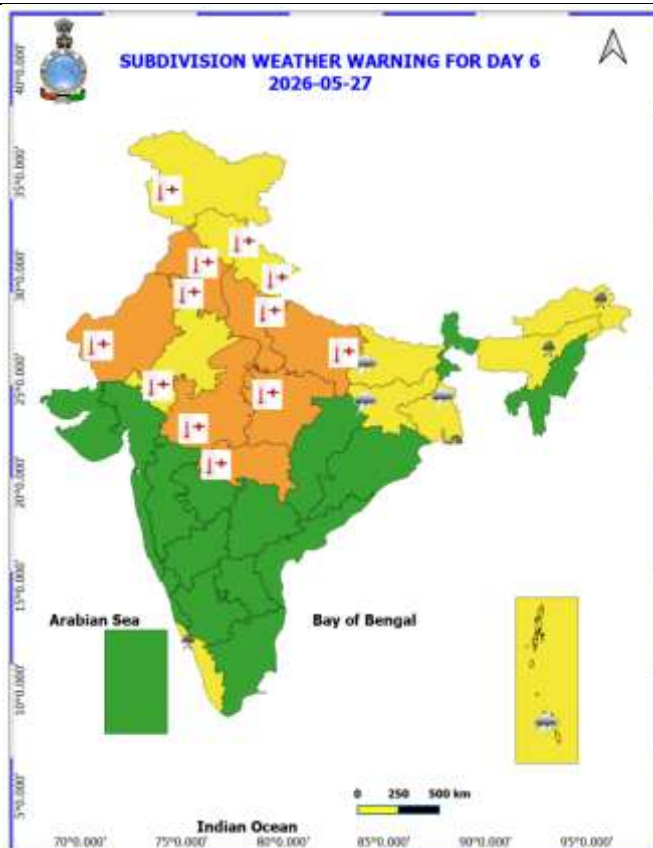 SUBDIVISION WEATHER WARNING FOR DAY 6
2026-05-27
40°0.000'
35°0.000'
30°0.000'
25°0.000'
20°0.000'
15°0.000'
10°0.000'
5°0.000'
Arabian Sea
Bay of Bengal
0 250 500 km
Indian Ocean
70°0.000' 75°0.000' 80°0.000' 85°0.000' 90°0.000' 95°0.000'